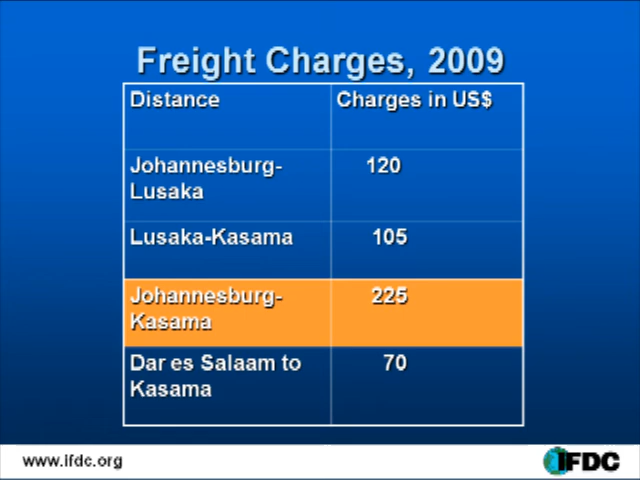 Freight Charges, 2009
Distance Charges in US$
Johannesburg-
Lusaka 120
Lusaka-Kasama 105
Johannesburg-
Kasama 225
Dar es Salaam to
Kasama 70
www.ifdc.org IFDC